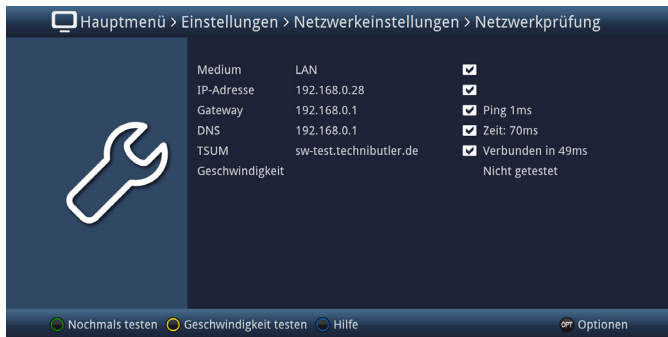 Hauptmenü > Einstellungen > Netzwerkeinstellungen > Netzwerkprüfung
Medium LAN
IP-Adresse 192.168.0.28
Gateway 192.168.0.1 Ping 1ms
DNS 192.168.0.1 Zeit: 70ms
TSUM sw-test.technibutler.de Verbunden in 49ms
Geschwindigkeit Nicht getestet
Nochmals testen Geschwindigkeit testen Hilfe OPT Optionen